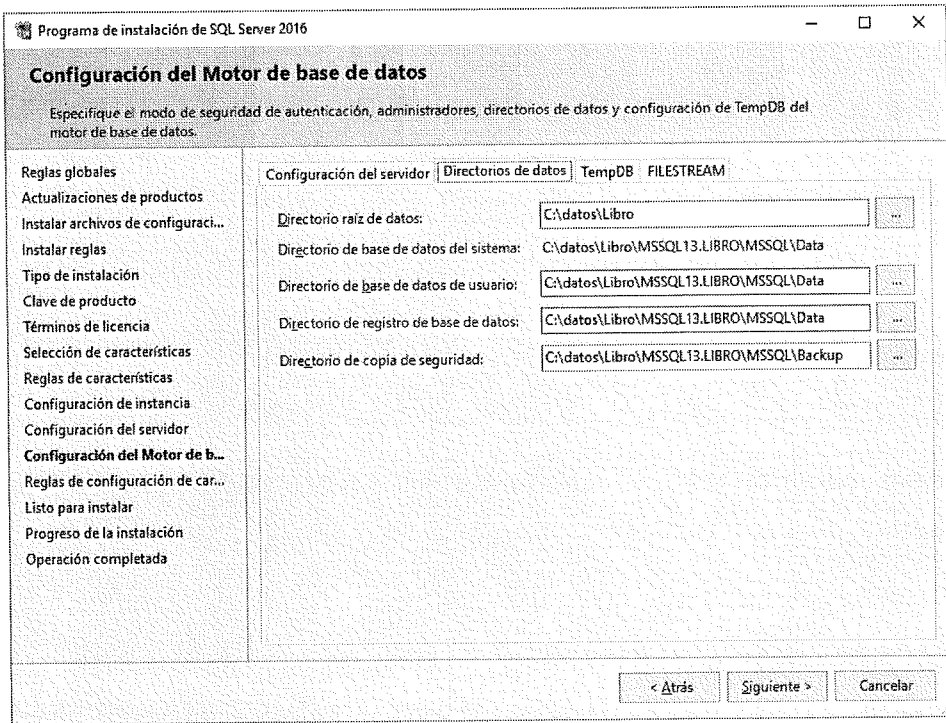 Programa de instalación de SQL Server 2016
Configuración del Motor de base de datos
Especifique el modo de seguridad de autenticación, administradores, directorios de datos y configuración de TempDB del
motor de base de datos.
Reglas globales
Actualizaciones de productos
Instalar archivos de configuraci...
Instalar reglas
Tipo de instalación
Clave de producto
Términos de licencia
Selección de características
Reglas de características
Configuración de instancia
Configuración del servidor
Configuración del Motor de b...
Reglas de configuración de car...
Listo para instalar
Progreso de la instalación
Operación completada
Configuración del servidor Directorios de datos TempDB FILESTREAM
Directorio raíz de datos: C:\datos\Libro ...
Directorio de base de datos del sistema: C:\datos\Libro\MSSQL13.LIBRO\MSSQL\Data
Directorio de base de datos de usuario: C:\datos\Libro\MSSQL13.LIBRO\MSSQL\Data ...
Directorio de registro de base de datos: C:\datos\Libro\MSSQL13.LIBRO\MSSQL\Data ...
Directorio de copia de seguridad: C:\datos\Libro\MSSQL13.LIBRO\MSSQL\Backup ...
< Atrás Siguiente > Cancelar